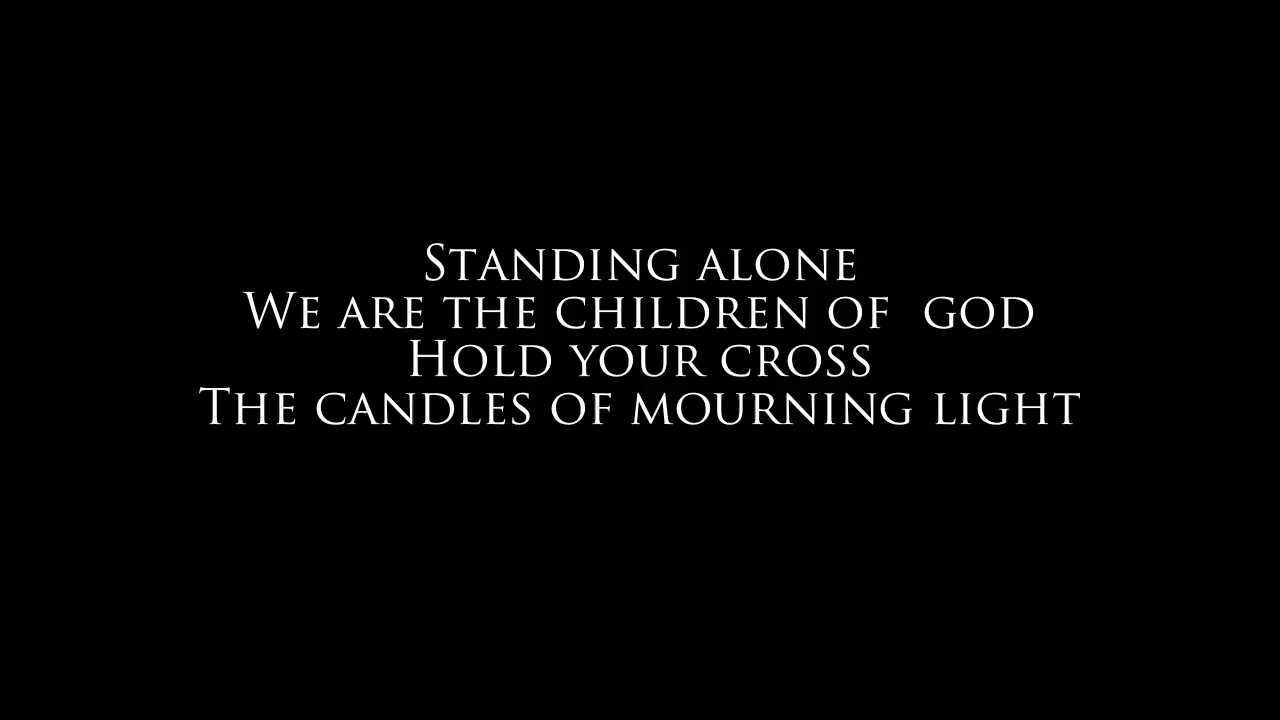 Standing alone
We are the children of  god
Hold your cross
The candles of mourning light